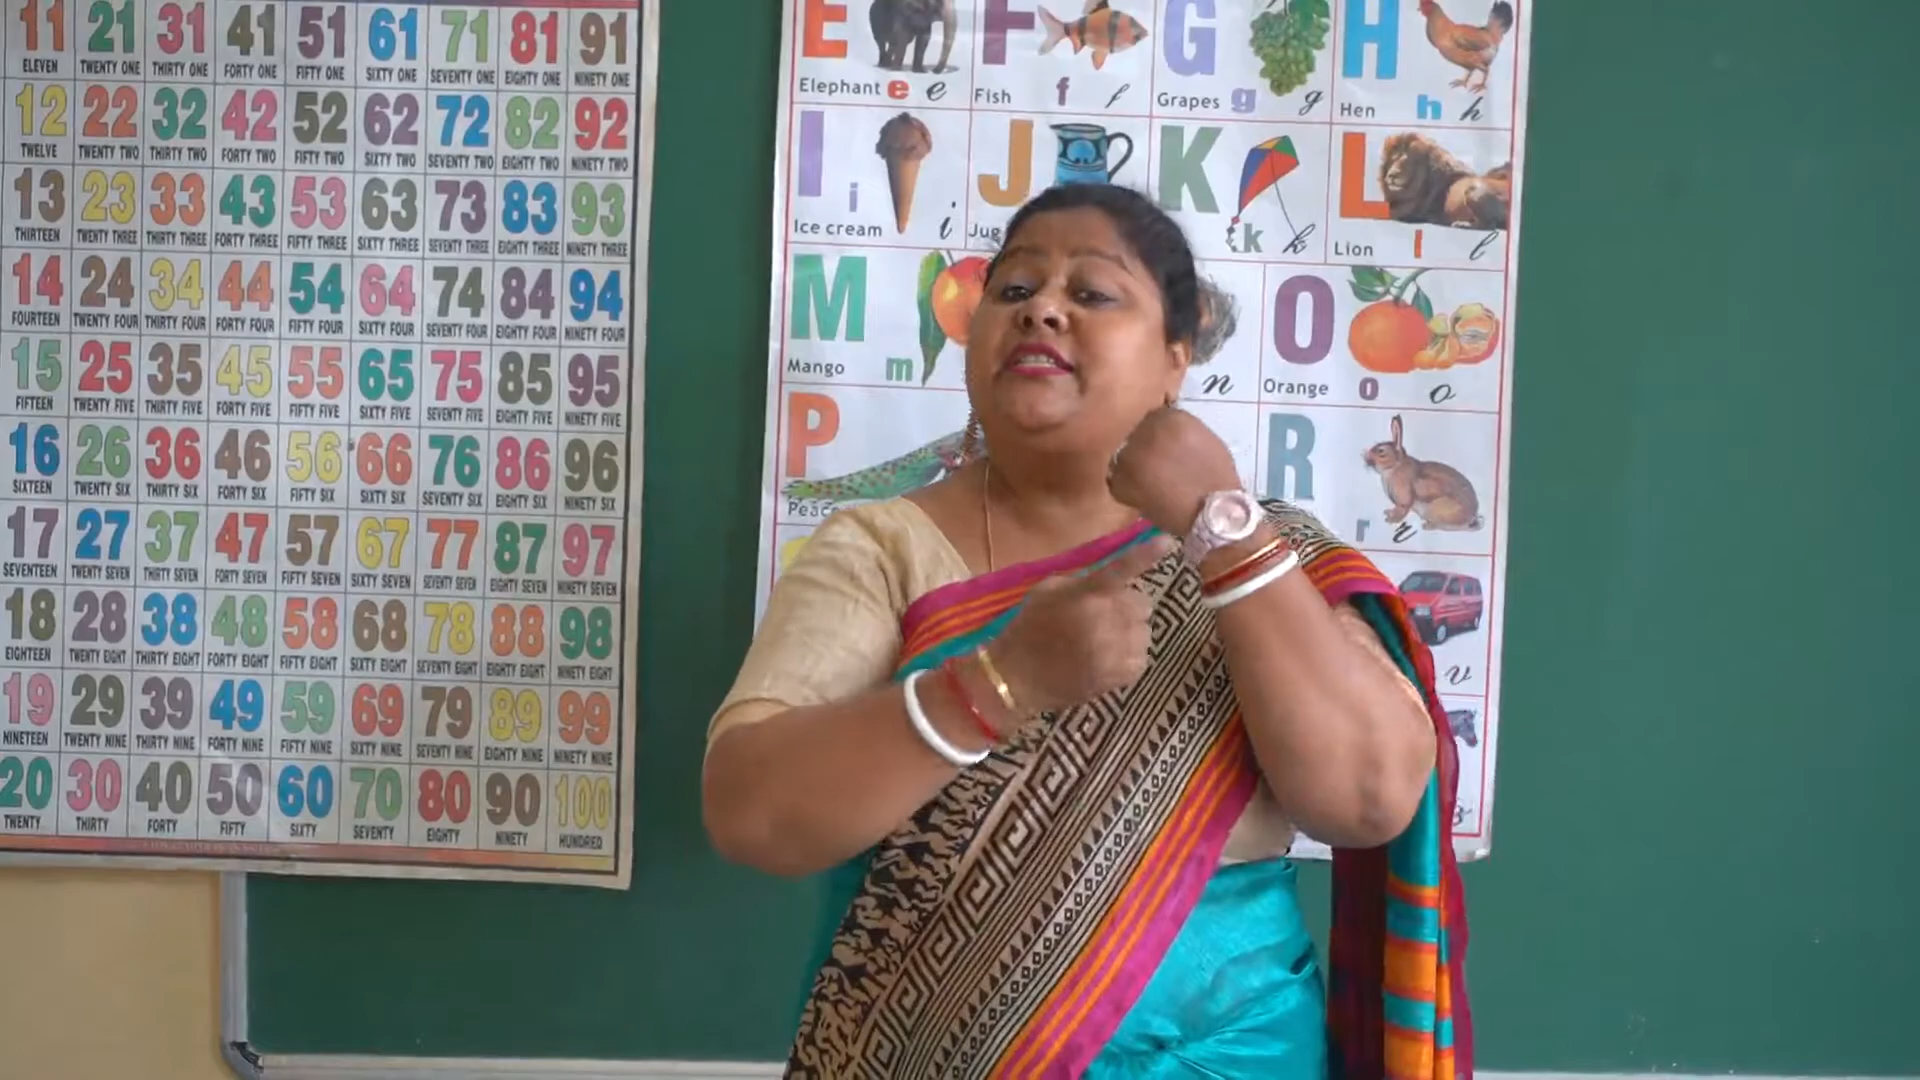 11 21 31 41 51 61 71 81 91
ELEVEN TWENTY ONE THIRTY ONE FORTY ONE FIFTY ONE SIXTY ONE SEVENTY ONE EIGHTY ONE NINETY ONE
12 22 32 42 52 62 72 82 92
TWELVE TWENTY TWO THIRTY TWO FORTY TWO FIFTY TWO SIXTY TWO SEVENTY TWO EIGHTY TWO NINETY TWO
13 23 33 43 53 63 73 83 93
THIRTEEN TWENTY THREE THIRTY THREE FORTY THREE FIFTY THREE SIXTY THREE SEVENTY THREE EIGHTY THREE NINETY THREE
14 24 34 44 54 64 74 84 94
FOURTEEN TWENTY FOUR THIRTY FOUR FORTY FOUR FIFTY FOUR SIXTY FOUR SEVENTY FOUR EIGHTY FOUR NINETY FOUR
15 25 35 45 55 65 75 85 95
FIFTEEN TWENTY FIVE THIRTY FIVE FORTY FIVE FIFTY FIVE SIXTY FIVE SEVENTY FIVE EIGHTY FIVE NINETY FIVE
16 26 36 46 56 66 76 86 96
SIXTEEN TWENTY SIX THIRTY SIX FORTY SIX FIFTY SIX SIXTY SIX SEVENTY SIX EIGHTY SIX NINETY SIX
17 27 37 47 57 67 77 87 97
SEVENTEEN TWENTY SEVEN THIRTY SEVEN FORTY SEVEN FIFTY SEVEN SIXTY SEVEN SEVENTY SEVEN EIGHTY SEVEN NINETY SEVEN
18 28 38 48 58 68 78 88 98
EIGHTEEN TWENTY EIGHT THIRTY EIGHT FORTY EIGHT FIFTY EIGHT SIXTY EIGHT SEVENTY EIGHT EIGHTY EIGHT NINETY EIGHT
19 29 39 49 59 69 79 89 99
NINETEEN TWENTY NINE THIRTY NINE FORTY NINE FIFTY NINE SIXTY NINE SEVENTY NINE EIGHTY NINE NINETY NINE
20 30 40 50 60 70 80 90 100
TWENTY THIRTY FORTY FIFTY SIXTY SEVENTY EIGHTY NINETY HUNDRED
E F G H
Elephant e e Fish f f Grapes g g Hen h h
I J K L
Ice cream i i Jug k k Lion l l
M O
Mango m n Orange o o
P R
r r
v